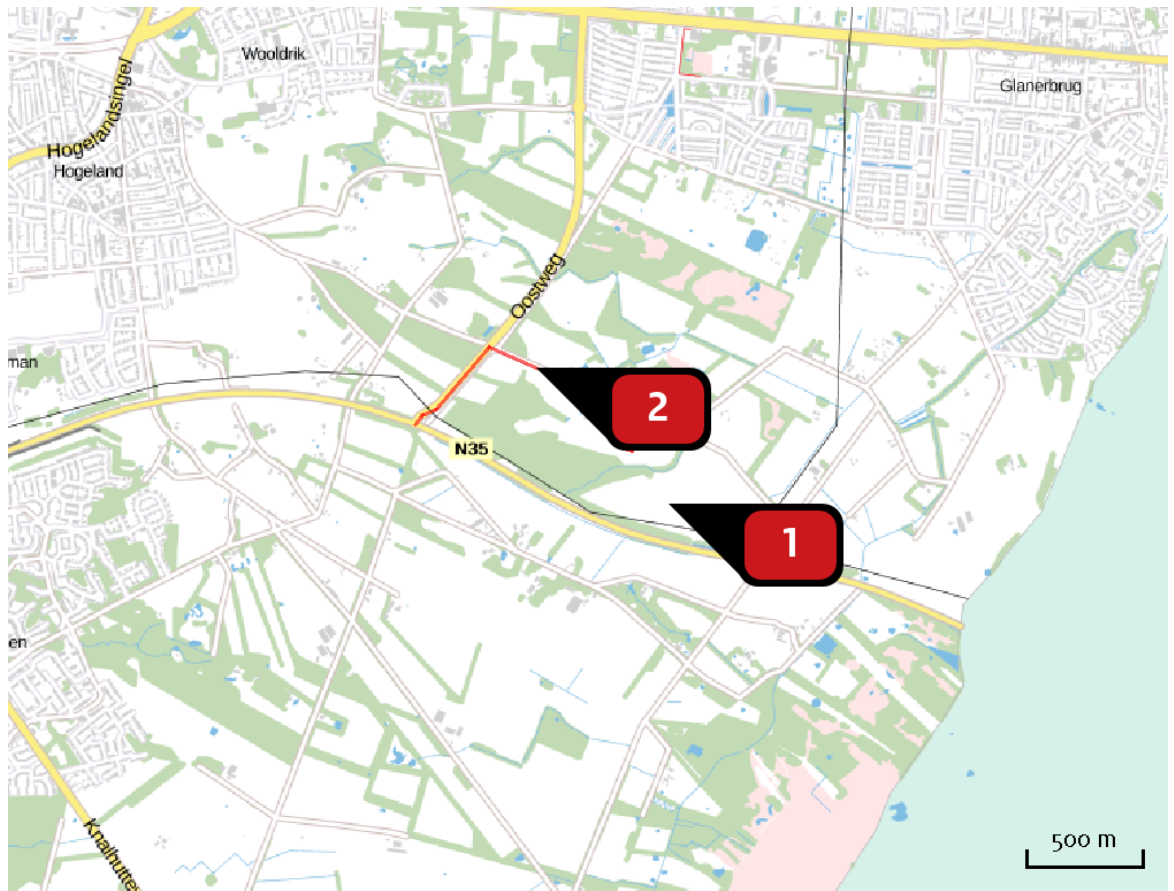 Wooldrik
Glanerbrug
Hogelandsingel
Hogeland
Oostweg
man
2
N35
1
en
500 m
Knalhutte